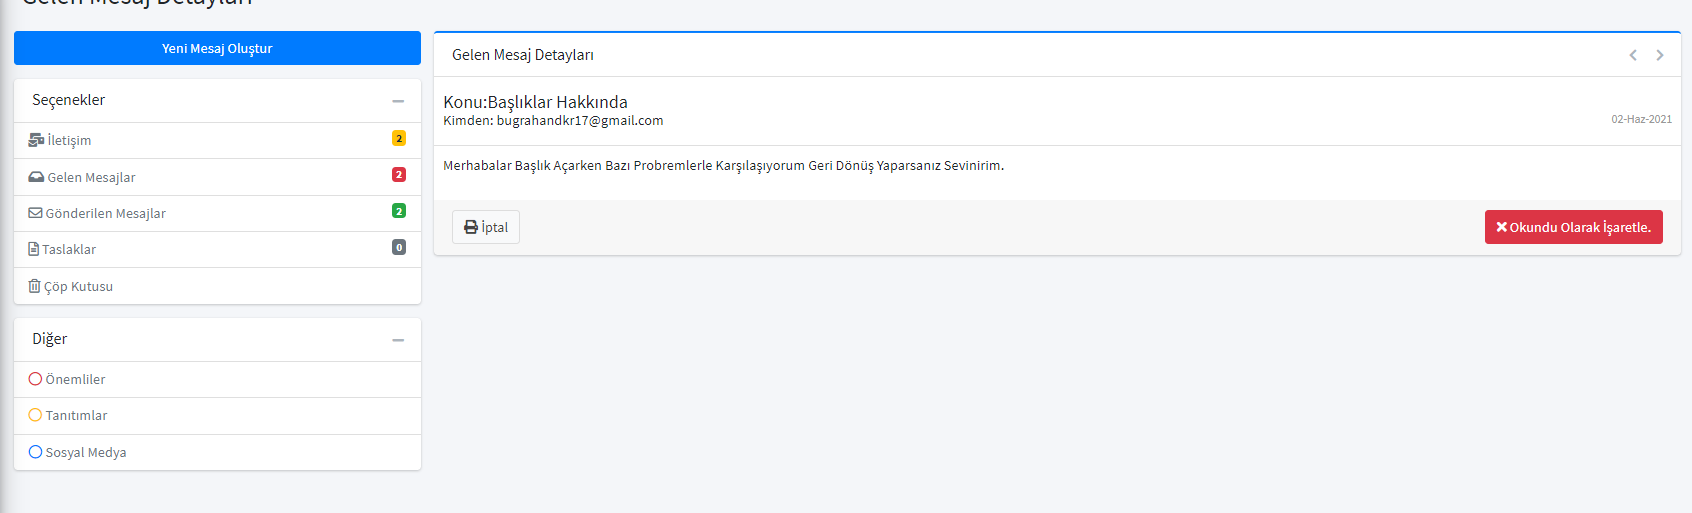 Gelen Mesaj Detayları
Yeni Mesaj Oluştur
Seçenekler
İletişim 2
Gelen Mesajlar 2
Gönderilen Mesajlar 2
Taslaklar 0
Çöp Kutusu
Diğer
Önemliler
Tanıtımlar
Sosyal Medya
Gelen Mesaj Detayları
Konu:Başlıklar Hakkında
Kimden: bugrahandkr17@gmail.com
02-Haz-2021
Merhabalar Başlık Açarken Bazı Probremlerle Karşılaşıyorum Geri Dönüş Yaparsanız Sevinirim.
İptal
Okundu Olarak İşaretle.